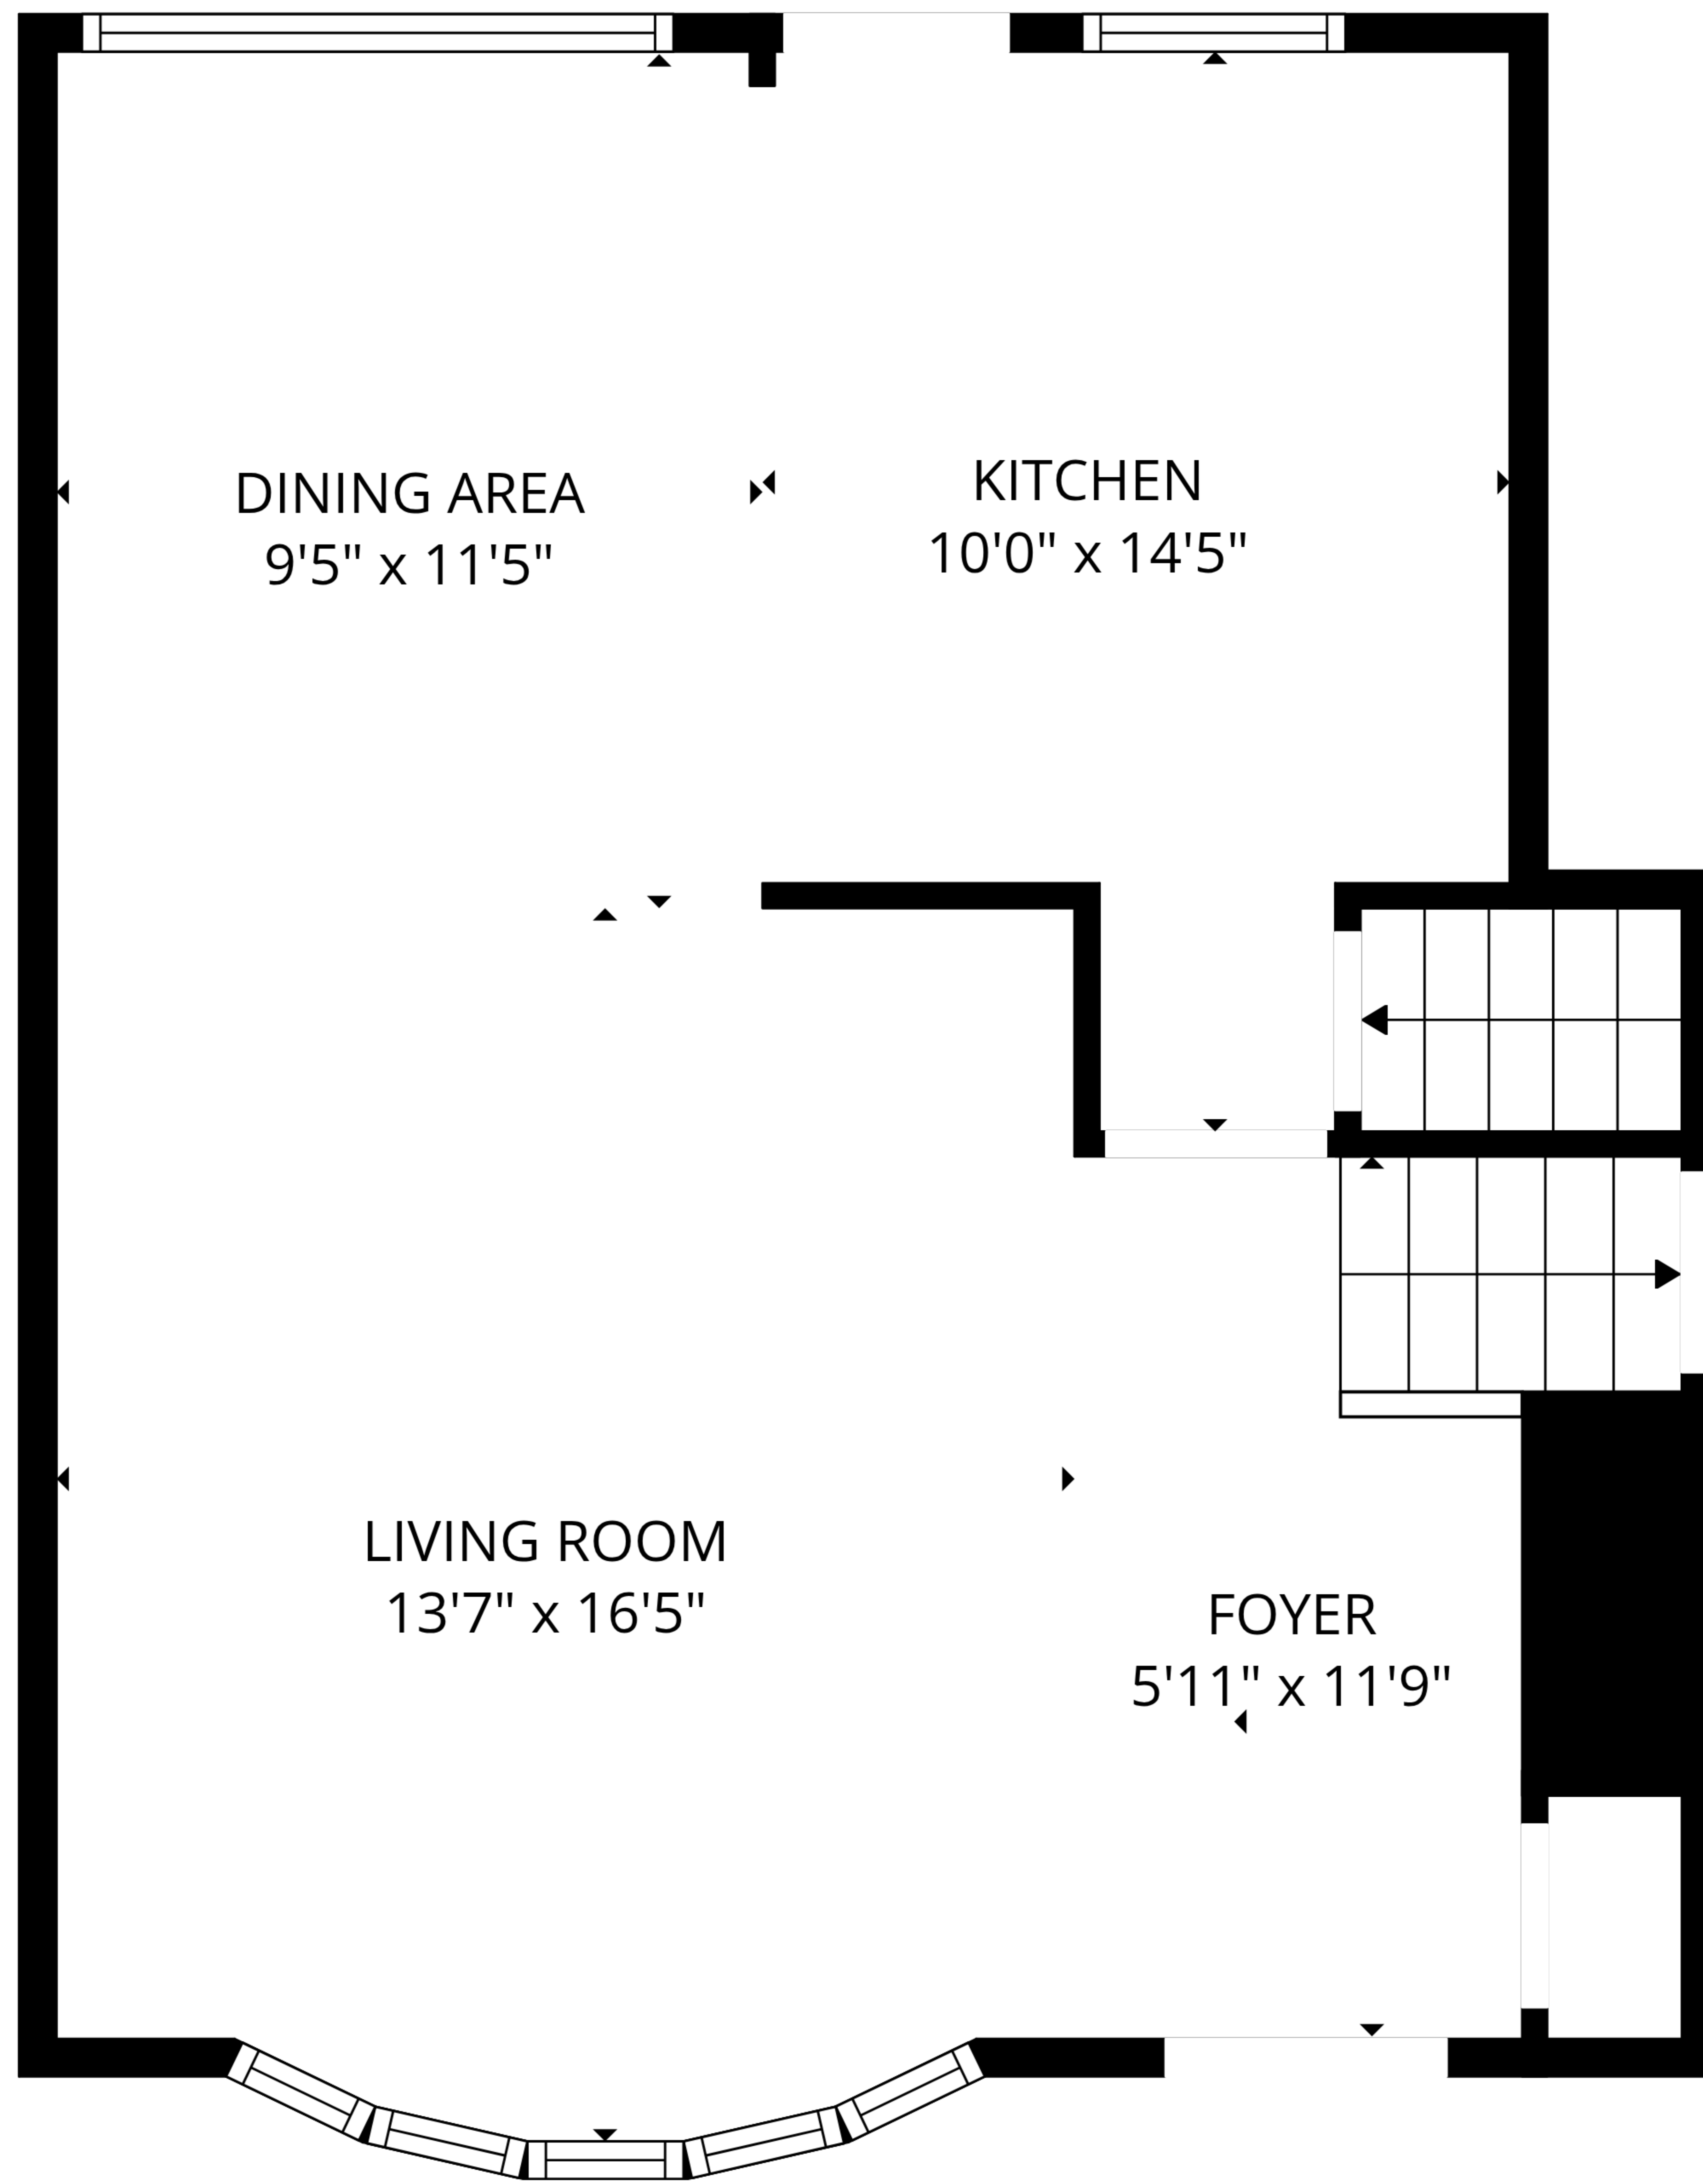 DINING AREA
9'5" x 11'5"
KITCHEN
10'0" x 14'5"
LIVING ROOM
13'7" x 16'5"
FOYER
5'11" x 11'9"